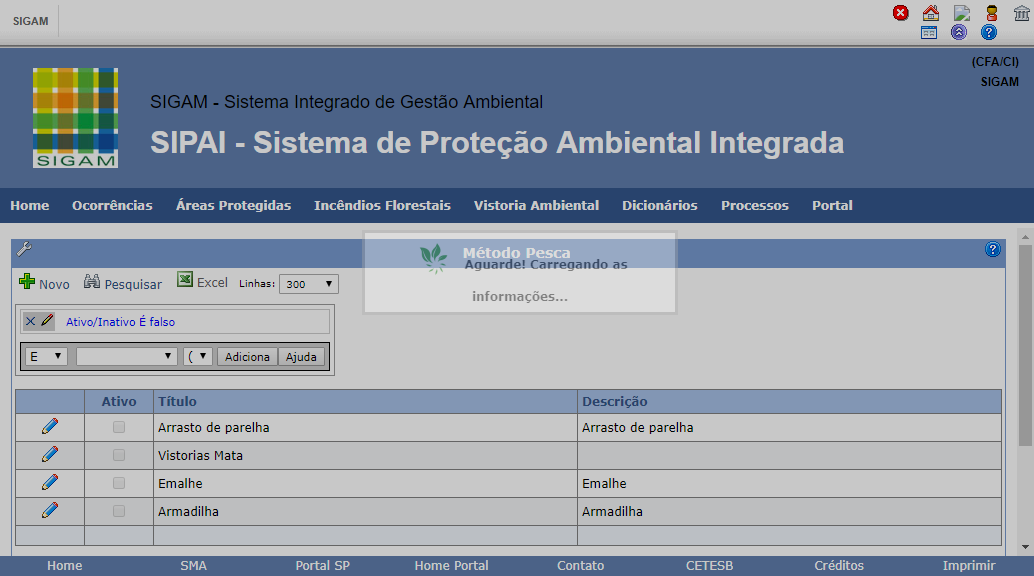 SIGAM
(CFA/CI)
SIGAM
SIGAM
SIGAM - Sistema Integrado de Gestão Ambiental
SIPAI - Sistema de Proteção Ambiental Integrada
Home Ocorrências Áreas Protegidas Incêndios Florestais Vistoria Ambiental Dicionários Processos Portal
Método Pesca
Aguarde! Carregando as
informações...
Novo Pesquisar Excel Linhas: 300
Ativo/Inativo É falso
E ( Adiciona Ajuda
Ativo Título Descrição
Arrasto de parelha Arrasto de parelha
Vistorias Mata
Emalhe Emalhe
Armadilha Armadilha
Home SMA Portal SP Home Portal Contato CETESB Créditos Imprimir